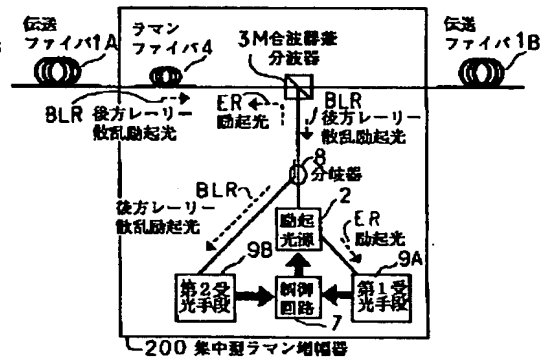 伝送
ファイバ1A
ラマン
ファイバ4
3M合波器兼
分波器
伝送
ファイバ1B
BLR 後方レーリー
散乱励起光
ER
励起光
BLR
後方レーリー
散乱励起光
8
分岐器
BLR
後方レーリー
散乱励起光
2
励起
光源
ER
励起光
9B
第2受
光手段
制御
回路
7
9A
第1受
光手段
200 集中型ラマン増幅器